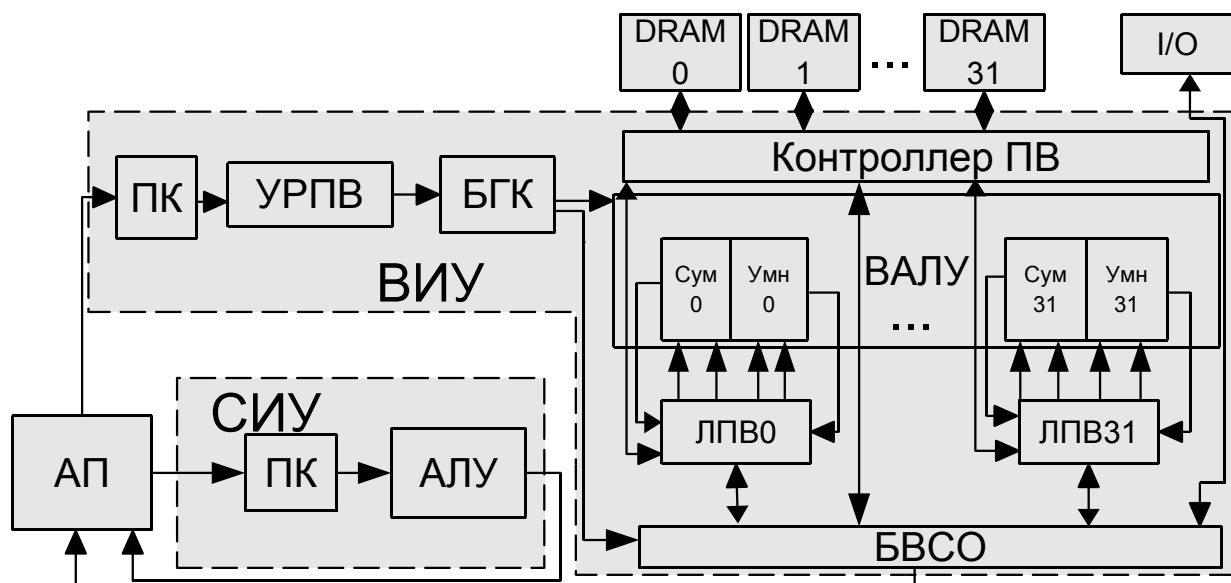 DRAM
0
DRAM
1
...
DRAM
31
I/O
Контроллер ПВ
ПК
УРПВ
БГК
ВИУ
Сум
0
Умн
0
ВАЛУ
...
Сум
31
Умн
31
СИУ
ЛПВ0
ЛПВ31
АП
ПК
АЛУ
БВСО